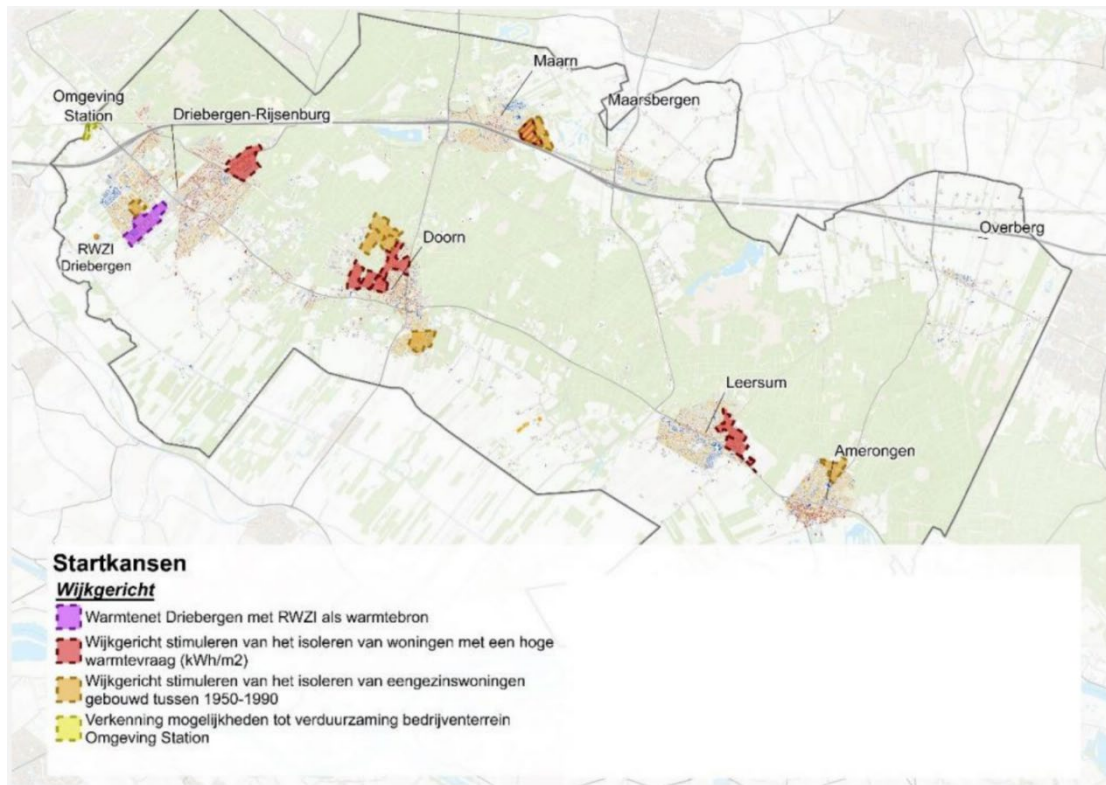 Maarn
Omgeving
Station
Maarsbergen
Driebergen-Rijsenburg
Overberg
Doorn
RWZI
Driebergen
Leersum
Amerongen
Startkansen
Wijkgericht
Warmtenet Driebergen met RWZI als warmtebron
Wijkgericht stimuleren van het isoleren van woningen met een hoge
warmtevraag (kWh/m2)
Wijkgericht stimuleren van het isoleren van eengezinswoningen
gebouwd tussen 1950-1990
Verkenning mogelijkheden tot verduurzaming bedrijventerrein
Omgeving Station